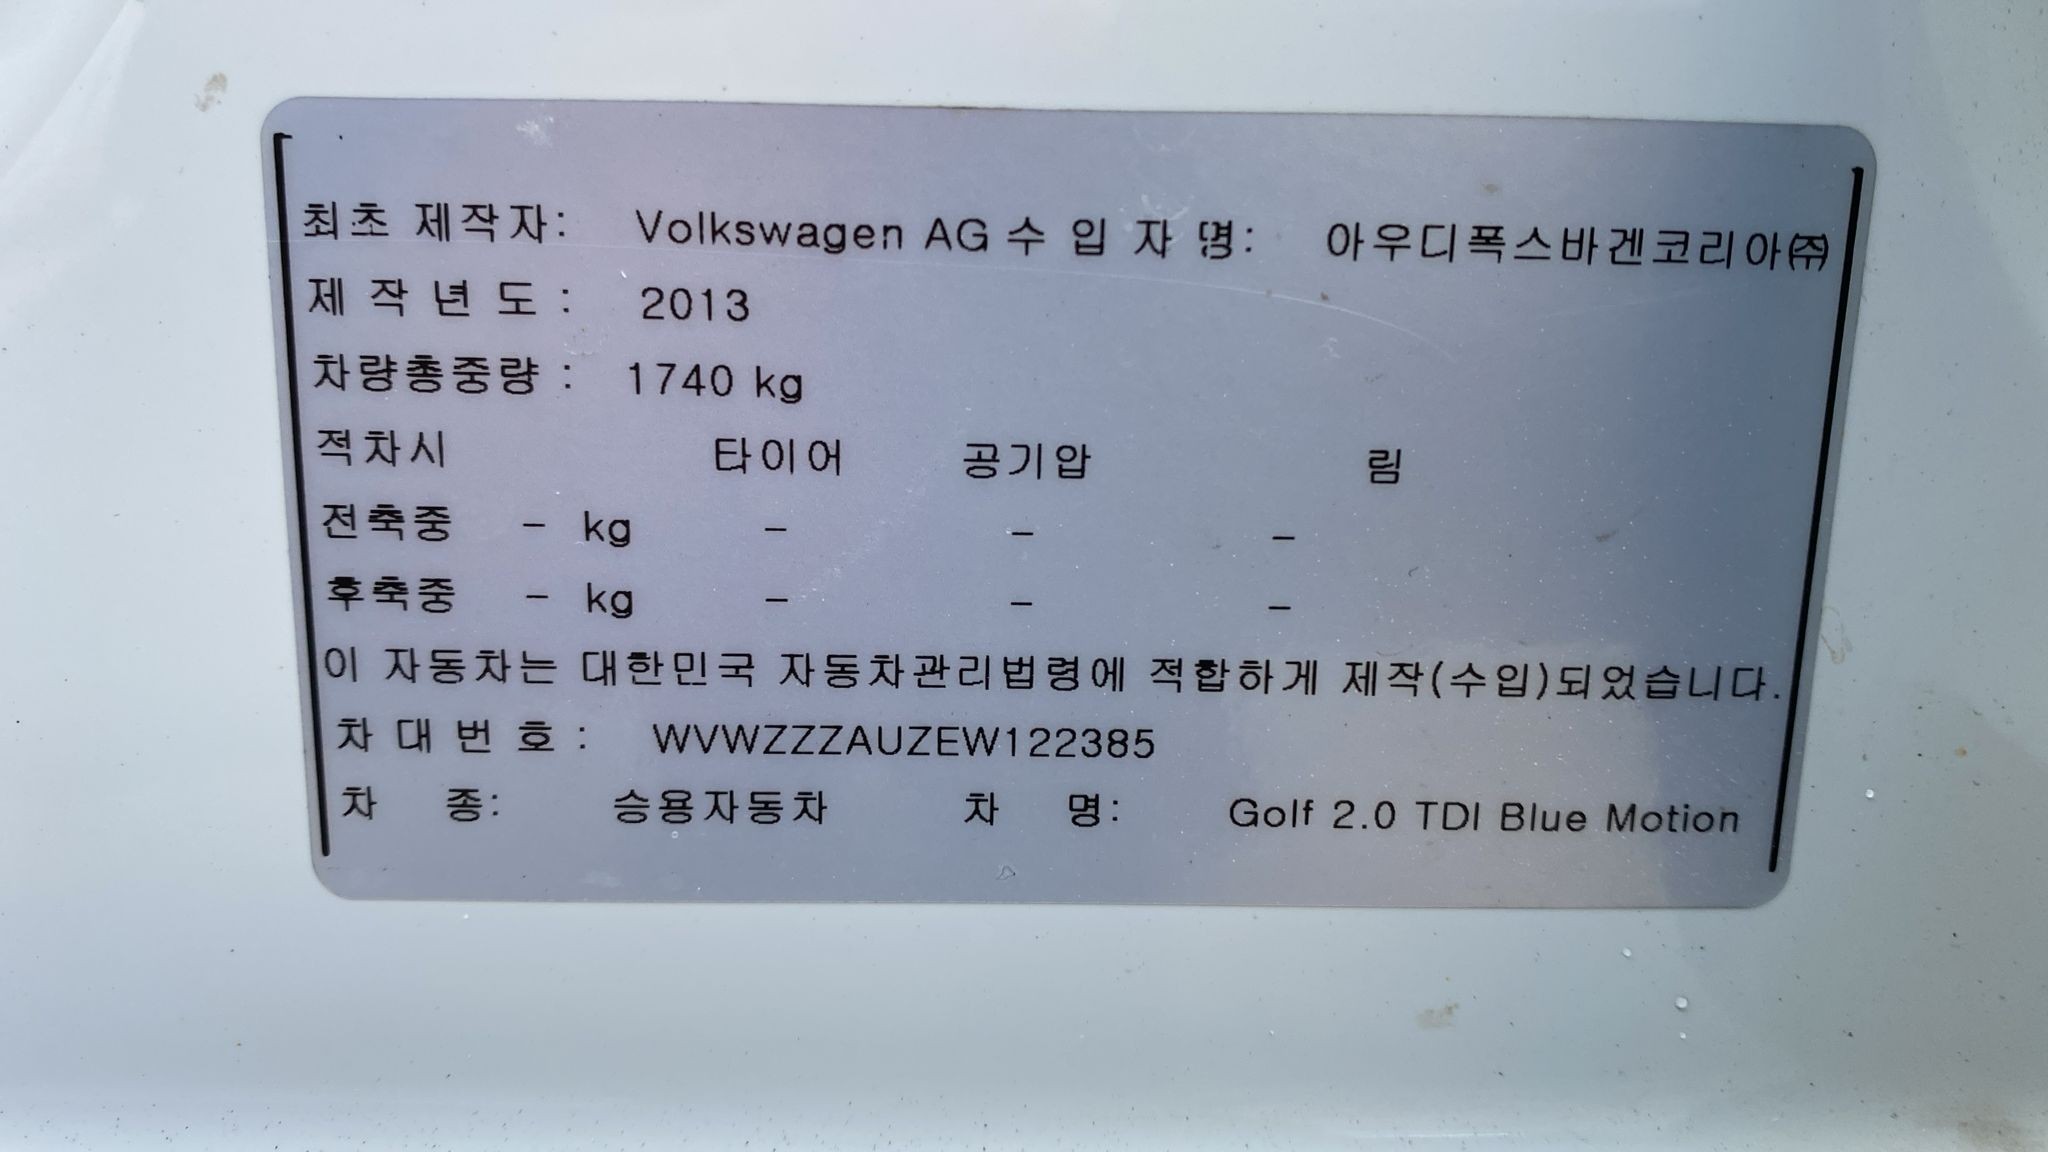 최초 제작자: Volkswagen AG 수 입 자 명: 아우디폭스바겐코리아㈜
제 작 년 도 : 2013
차량총중량 : 1740 kg
적차시 타이어 공기압 림
전축중 - kg - - -
후축중 - kg - - -
이 자동차는 대한민국 자동차관리법령에 적합하게 제작(수입)되었습니다.
차 대 번 호 : WVWZZZAUZEW122385
차 종: 승용자동차 차 명: Golf 2.0 TDI Blue Motion